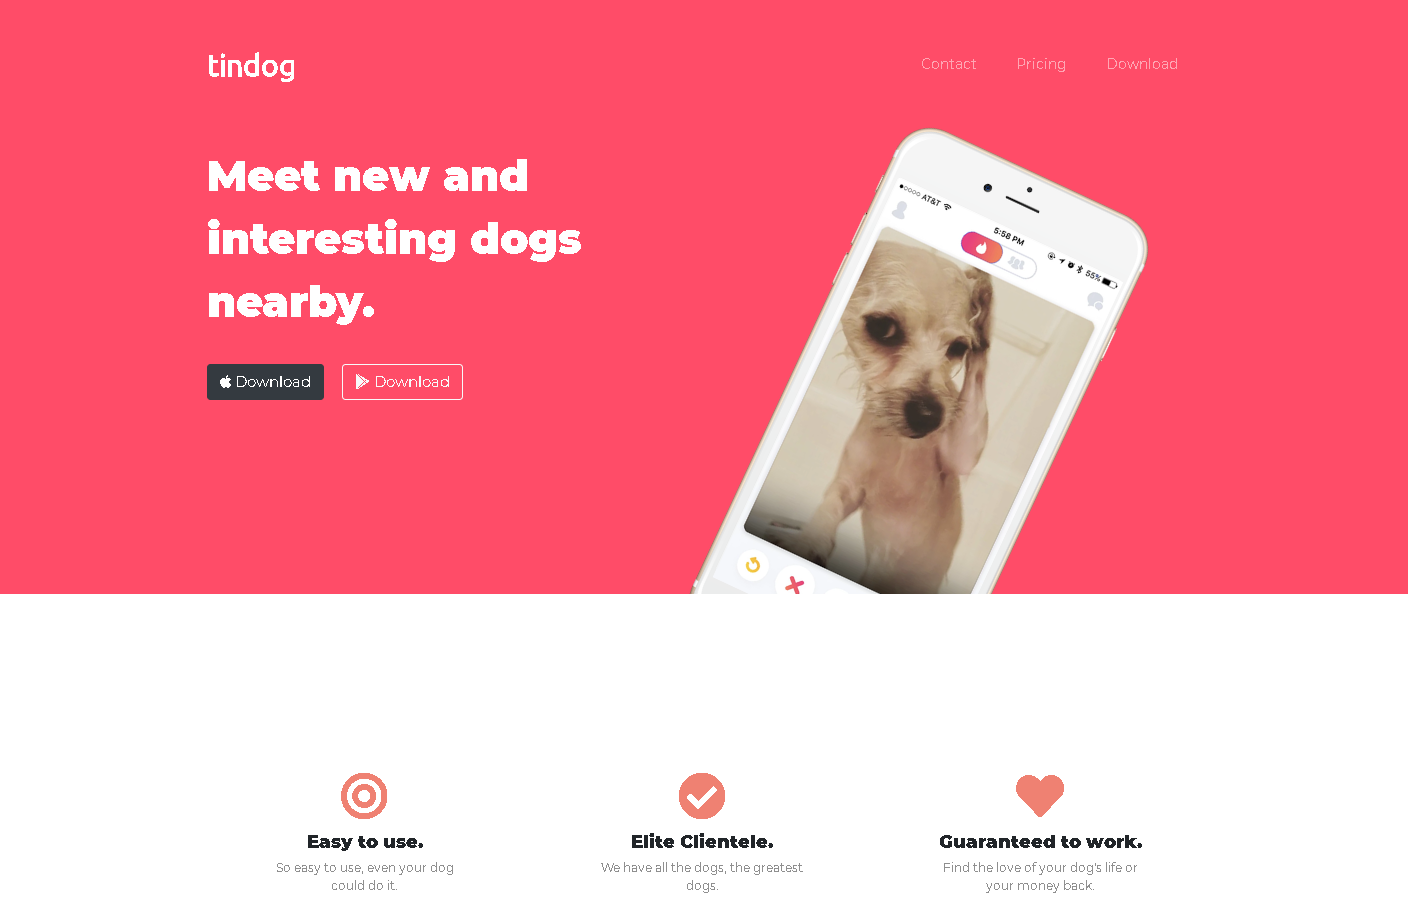 tindog
Contact Pricing Download
Meet new and
interesting dogs
nearby.
Download Download
AT&T
5:58 PM
55%
Easy to use.
So easy to use, even your dog
could do it.
Elite Clientele.
We have all the dogs, the greatest
dogs.
Guaranteed to work.
Find the love of your dog's life or
your money back.